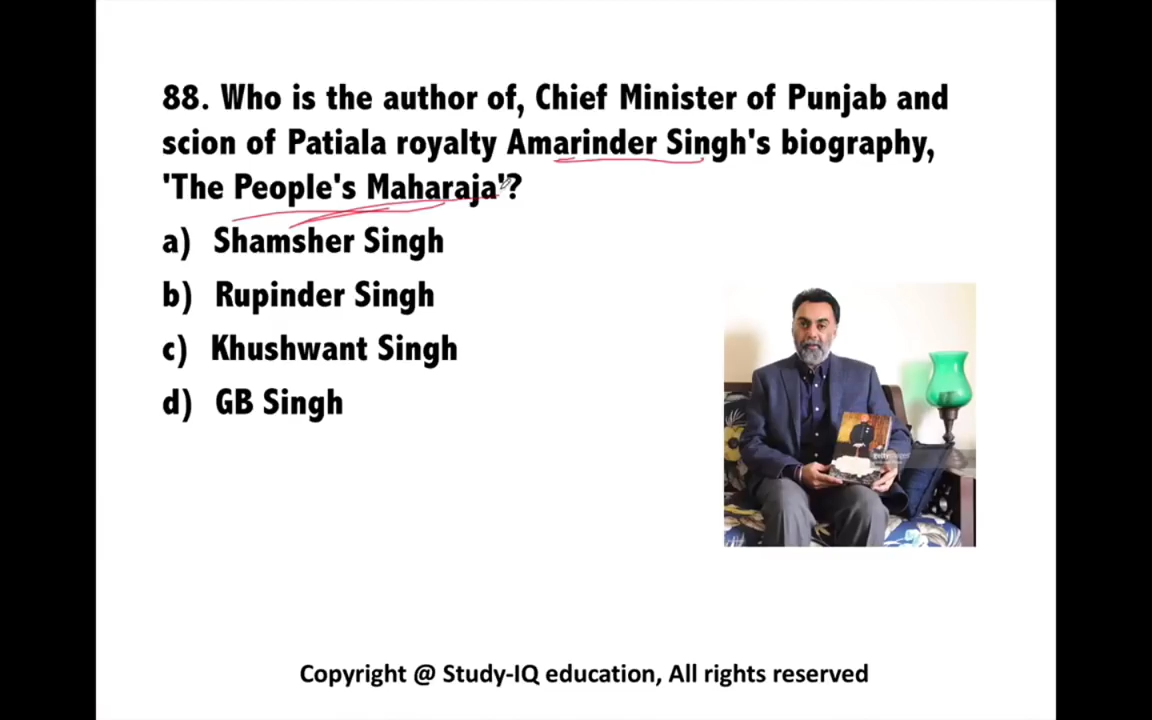 88. Who is the author of, Chief Minister of Punjab and
scion of Patiala royalty Amarinder Singh's biography,
'The People's Maharaja'?
a) Shamsher Singh
b) Rupinder Singh
c) Khushwant Singh
d) GB Singh
gettyimages
Copyright @ Study-IQ education, All rights reserved